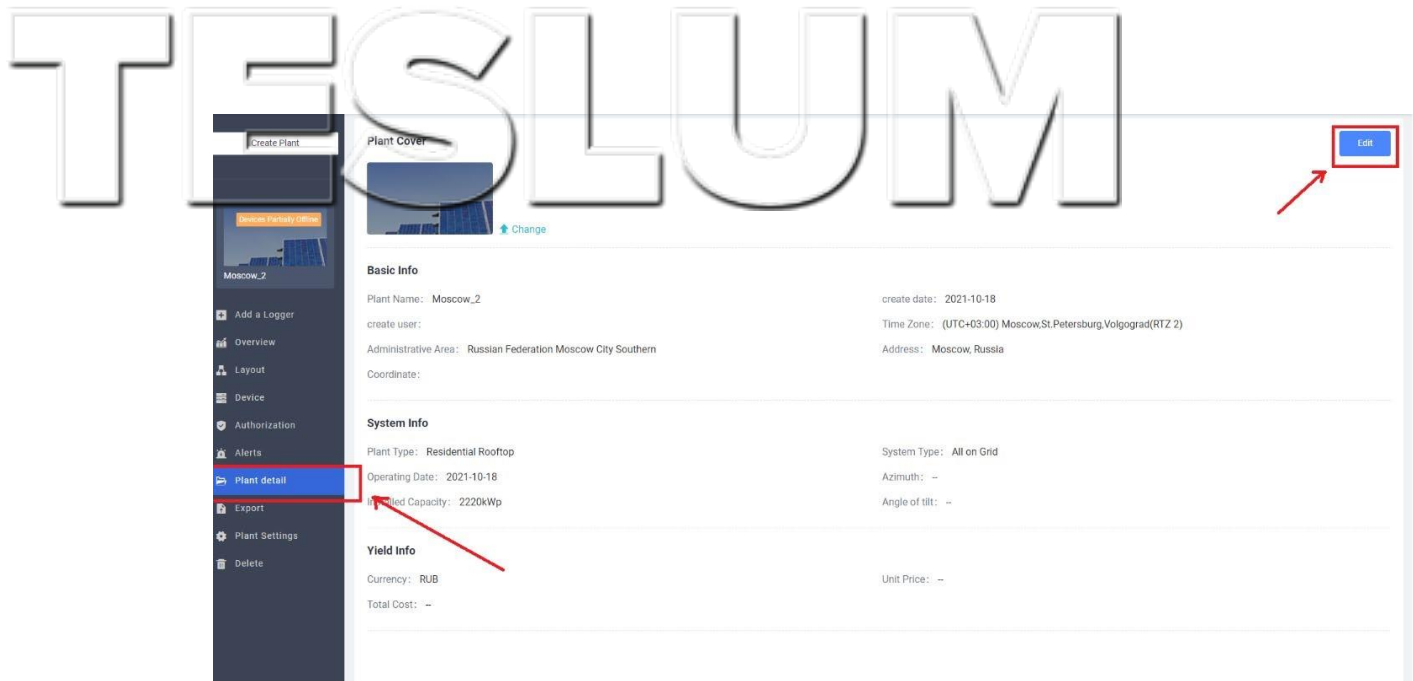 TESLUM
Create Plant
Devices Partially Offline
Moscow_2
Add a Logger
Overview
Layout
Device
Authorization
Alerts
Plant detail
Export
Plant Settings
Delete
Plant Cover
Edit
Change
Basic Info
Plant Name: Moscow_2
create date: 2021-10-18
create user:
Time Zone: (UTC+03:00) Moscow,St.Petersburg,Volgograd(RTZ 2)
Administrative Area: Russian Federation Moscow City Southern
Address: Moscow, Russia
Coordinate:
System Info
Plant Type: Residential Rooftop
System Type: All on Grid
Operating Date: 2021-10-18
Azimuth: --
Installed Capacity: 2220kWp
Angle of tilt: --
Yield Info
Currency: RUB
Unit Price: --
Total Cost: --